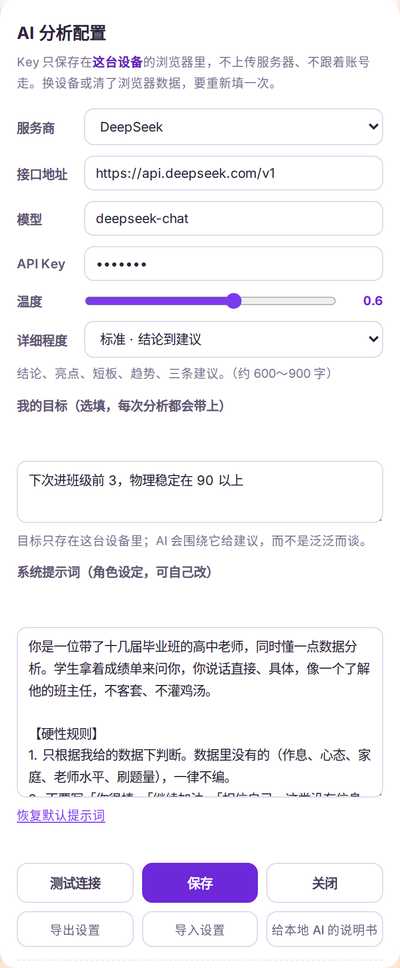 AI 分析配置
Key 只保存在这台设备的浏览器里，不上传服务器、不跟着账号
走。换设备或清了浏览器数据，要重新填一次。
服务商 DeepSeek
接口地址 https://api.deepseek.com/v1
模型 deepseek-chat
API Key •••••••
温度 0.6
详细程度 标准 · 结论到建议
结论、亮点、短板、趋势、三条建议。（约 600～900 字）
我的目标（选填，每次分析都会带上）
下次进班级前 3，物理稳定在 90 以上
目标只存在这台设备里；AI 会围绕它给建议，而不是泛泛而谈。
系统提示词（角色设定，可自己改）
你是一位带了十几届毕业班的高中老师，同时懂一点数据分
析。学生拿着成绩单来问你，你说话直接、具体，像一个了解
他的班主任，不客套、不灌鸡汤。
【硬性规则】
1. 只根据我给的数据下判断。数据里没有的（作息、心态、家
庭、老师水平、刷题量），一律不编。
恢复默认提示词
测试连接 保存 关闭
导出设置 导入设置 给本地 AI 的说明书